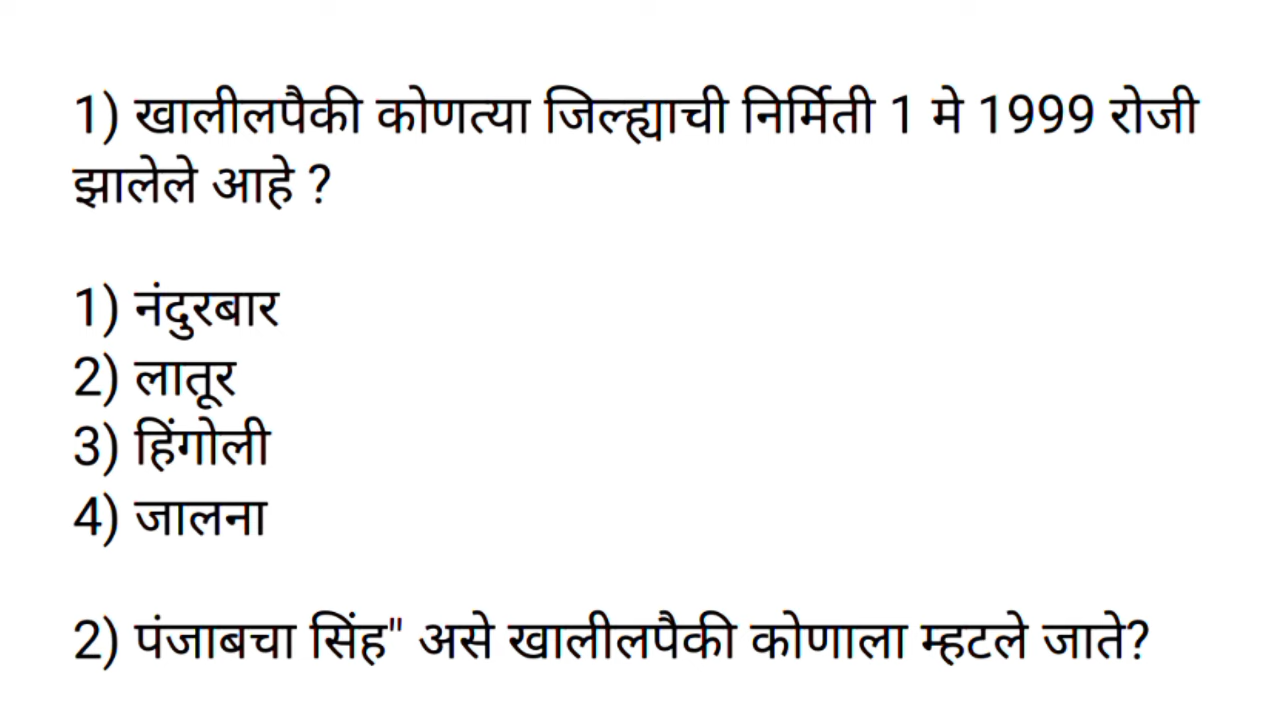 1) खालीलपैकी कोणत्या जिल्ह्याची निर्मिती 1 मे 1999 रोजी
झालेले आहे ?
1) नंदुरबार
2) लातूर
3) हिंगोली
4) जालना
2) पंजाबचा सिंह" असे खालीलपैकी कोणाला म्हटले जाते?